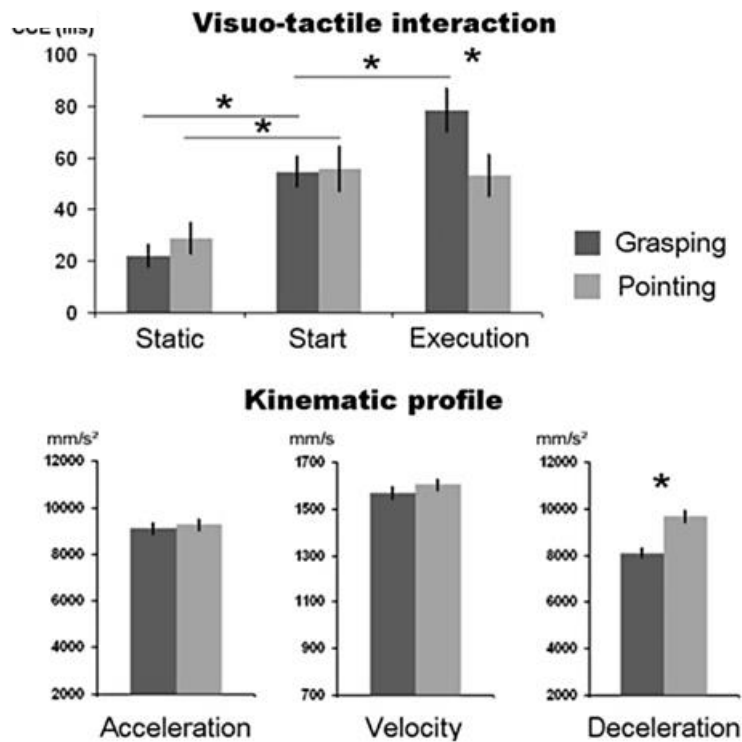 Visuo-tactile interaction
(ms)
100
*
*
80
*
*
60
40
20
0
Static
Start
Execution
Grasping
Pointing
Kinematic profile
mm/s²
12000
10000
8000
6000
4000
2000
Acceleration
mm/s
1700
1500
1300
1100
900
700
Velocity
mm/s²
12000
*
10000
8000
6000
4000
2000
Deceleration